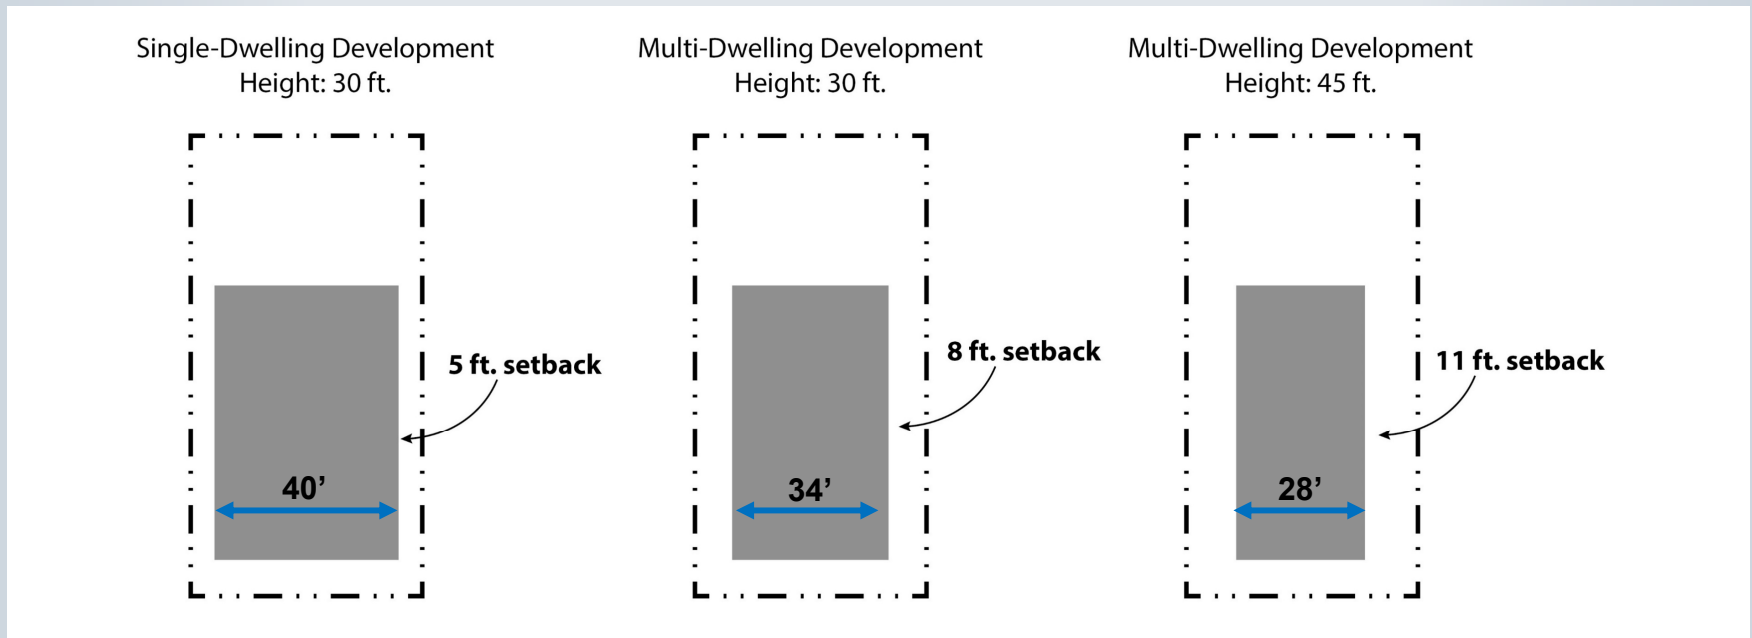 Single-Dwelling Development
Height: 30 ft.
5 ft. setback
40’
Multi-Dwelling Development
Height: 30 ft.
8 ft. setback
34’
Multi-Dwelling Development
Height: 45 ft.
11 ft. setback
28’